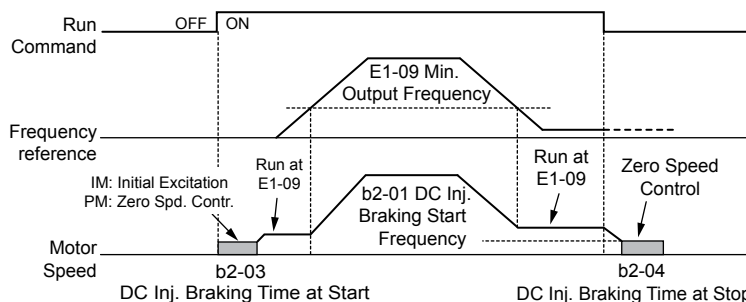 Run
Command
OFF
ON
E1-09 Min.
Output Frequency
Frequency
reference
IM: Initial Excitation
PM: Zero Spd. Contr.
Run at
E1-09
b2-01 DC Inj.
Braking Start
Frequency
Run at
E1-09
Zero Speed
Control
Motor
Speed
b2-03
DC Inj. Braking Time at Start
b2-04
DC Inj. Braking Time at Stop